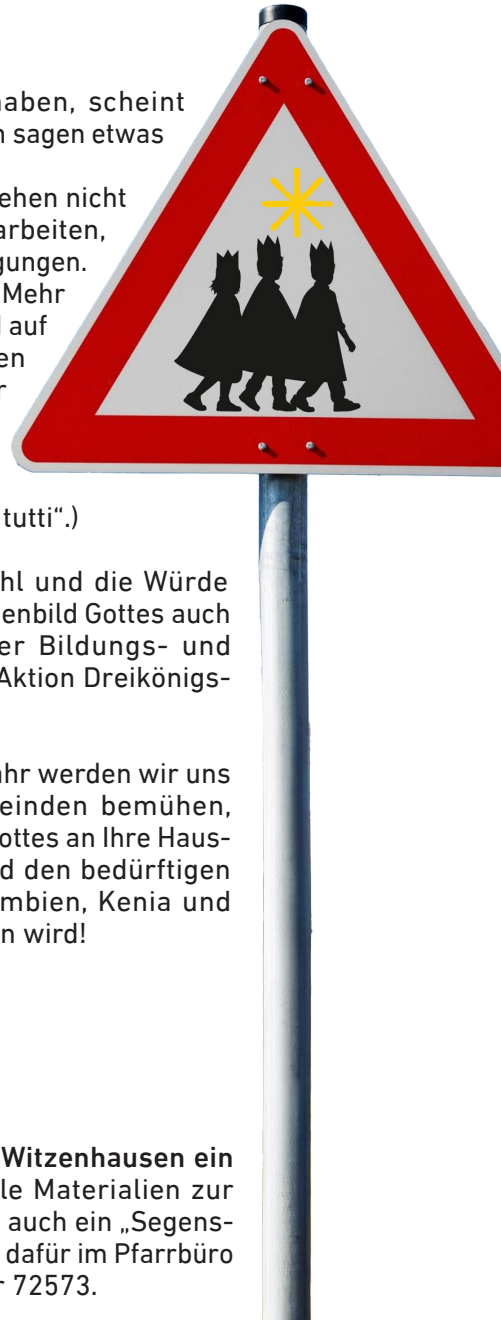 haben, scheint
sagen etwas
ehen nicht
arbeiten,
gungen.
Mehr
auf
en
r
tutti“.)
hl und die Würde
enbild Gottes auch
er Bildungs- und
Aktion Dreikönigs-
ahr werden wir uns
einden bemühen,
ottes an Ihre Haus-
d den bedürftigen
mbien, Kenia und
n wird!
Witzenhausen ein
le Materialien zur
auch ein „Segens-
dafür im Pfarrbüro
r 72573.